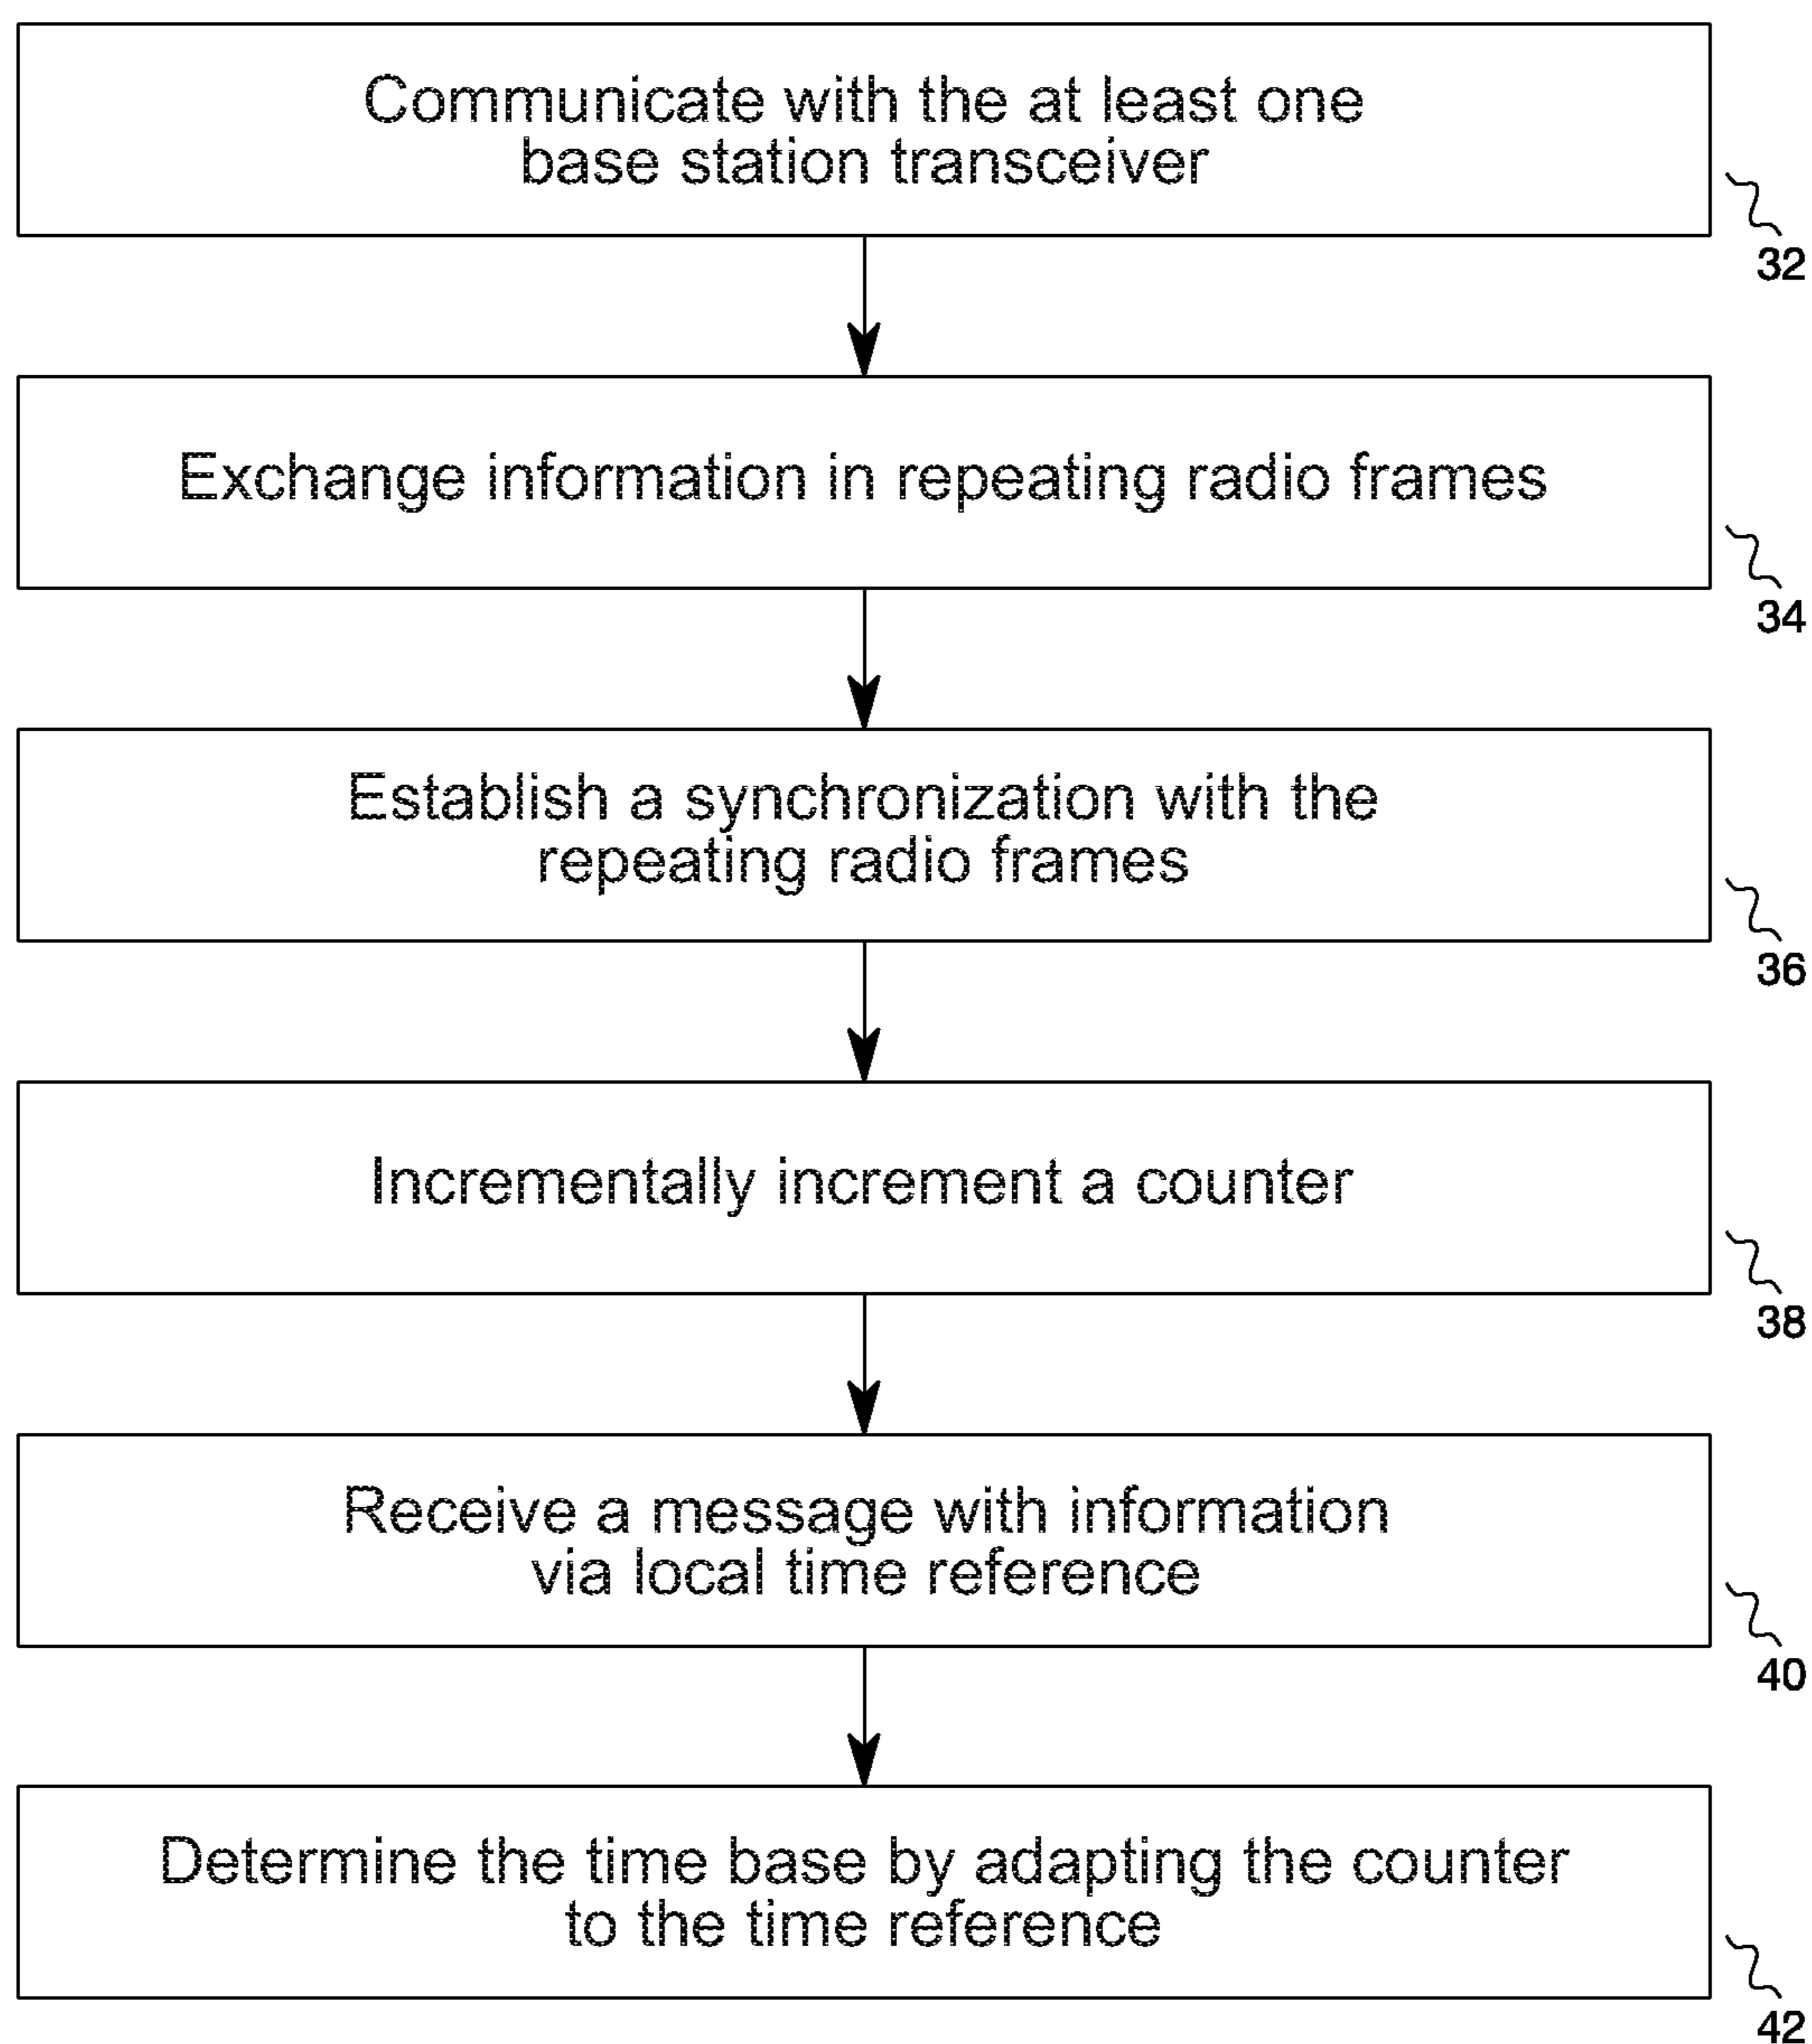 Communicate with the at least one
base station transceiver
32
Exchange information in repeating radio frames
34
Establish a synchronization with the
repeating radio frames
36
Incrementally increment a counter
38
Receive a message with information
via local time reference
40
Determine the time base by adapting the counter
to the time reference
42